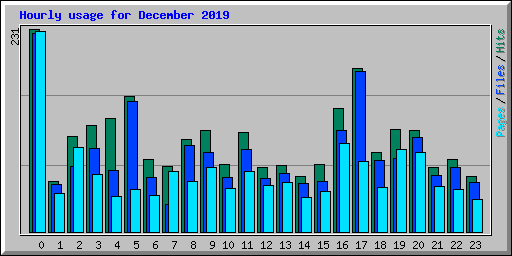 Hourly usage for December 2019
231
Pages/Files/Hits
0 1 2 3 4 5 6 7 8 9 10 11 12 13 14 15 16 17 18 19 20 21 22 23